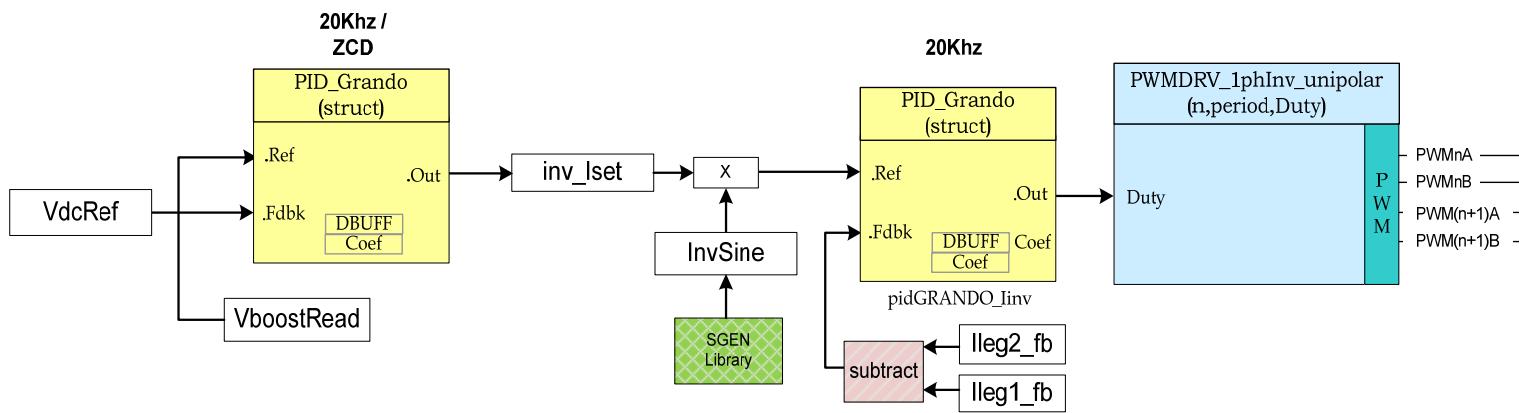 20Khz /
ZCD
PID_Grando
(struct)
.Ref
.Out
.Fdbk
DBUFF
Coef
VdcRef
VboostRead
inv_Iset
X
InvSine
SGEN
Library
20Khz
PID_Grando
(struct)
.Ref
.Out
.Fdbk
DBUFF
Coef
Coef
pidGRANDO_Iinv
subtract
Ileg2_fb
Ileg1_fb
PWMDRV_1phInv_unipolar
(n,period,Duty)
Duty
P
W
M
PWMnA
PWMnB
PWM(n+1)A
PWM(n+1)B